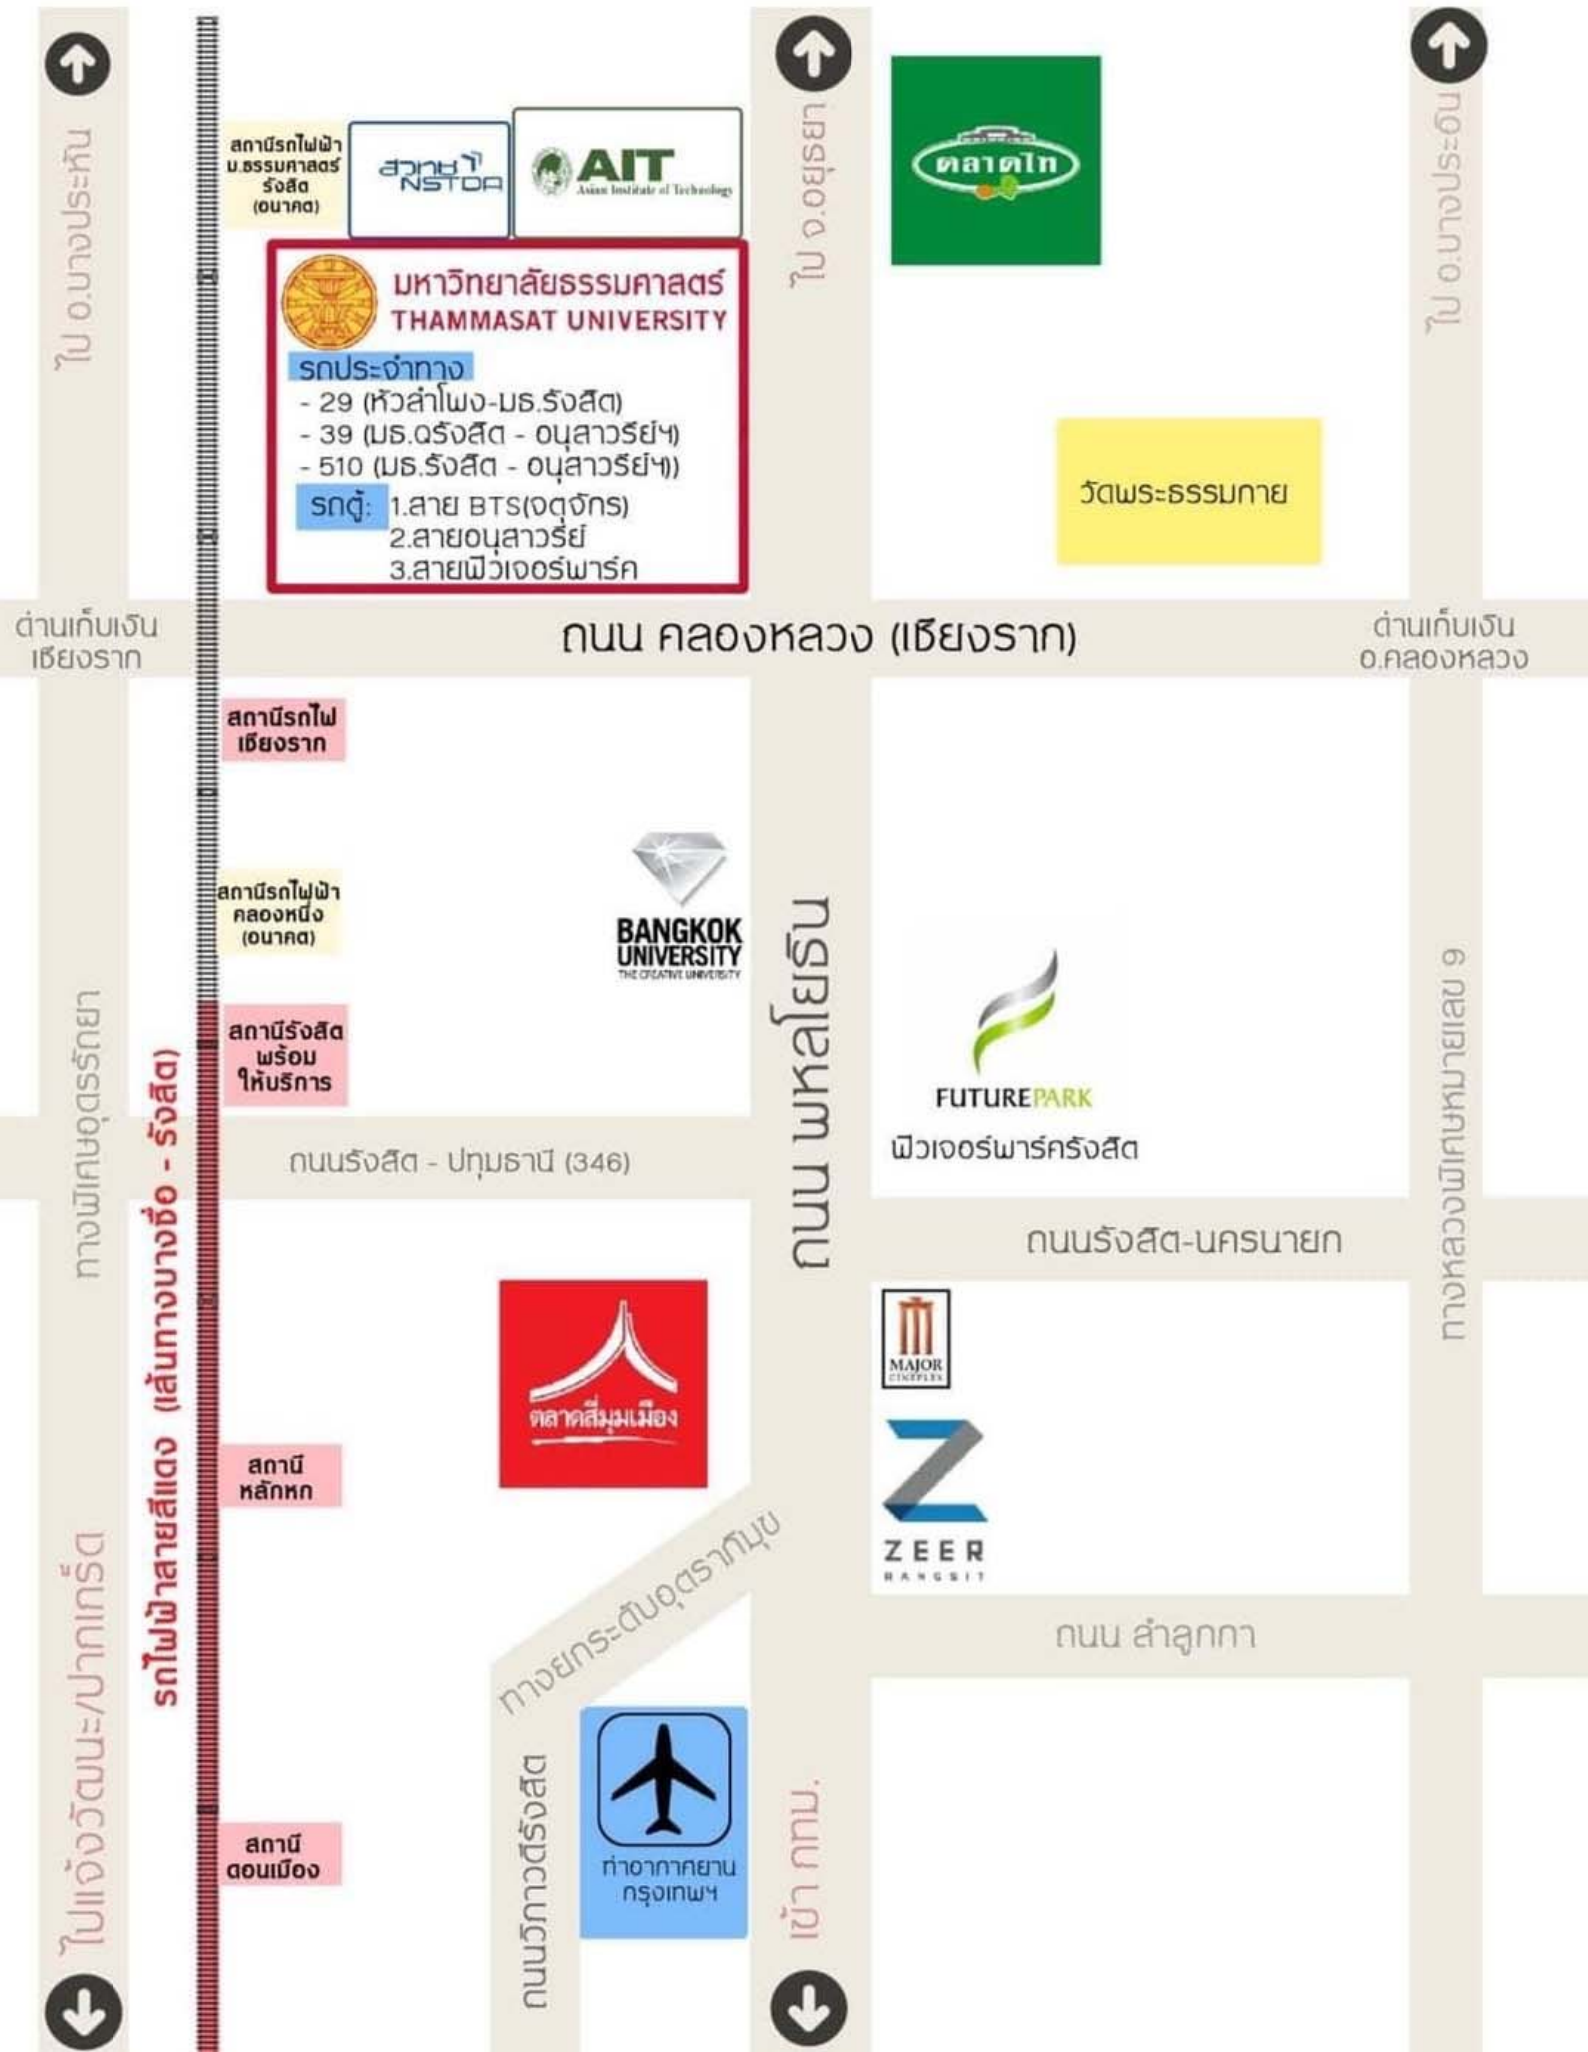 ไป อ.บางประหัน
สถานีรถไฟฟ้า
ม.ธรรมศาสตร์
รังสิต
(อนาคต)
สวทช
NSTDA
AIT
Asian Institute of Technology
ไป จ.อยุธยา
ตลาดไท
ไป อ.บางปะอิน
มหาวิทยาลัยธรรมศาสตร์
THAMMASAT UNIVERSITY
รถประจำทาง
- 29 (หัวลำโพง-มธ.รังสิต)
- 39 (มธ.ดรังสิต - อนุสาวรีย์ฯ)
- 510 (มธ.รังสิต - อนุสาวรีย์ฯ))
รถตู้: 1.สาย BTS(จตุจักร)
2.สายอนุสาวรีย์
3.สายฟิวเจอร์พาร์ค
วัดพระธรรมกาย
ด่านเก็บเงิน
เชียงราก
ถนน คลองหลวง (เชียงราก)
ด่านเก็บเงิน
อ.คลองหลวง
สถานีรถไฟ
เชียงราก
สถานีรถไฟฟ้า
คลองหนึ่ง
(อนาคต)
BANGKOK
UNIVERSITY
THE CREATIVE UNIVERSITY
ถนน พหลโยธิน
FUTUREPARK
ฟิวเจอร์พาร์ครังสิต
ทางหลวงพิเศษหมายเลข 9
ทางพิเศษอุดรรัถยา
รถไฟฟ้าสายสีแดง (เส้นทางบางซื่อ - รังสิต)
สถานีรังสิต
พร้อม
ให้บริการ
ถนนรังสิต - ปทุมธานี (346)
ถนนรังสิต-นครนายก
ตลาดสี่มุมเมือง
MAJOR
CINEPLEX
ZEER
RANGSIT
สถานี
หลักหก
ทางยกระดับอุตราภิมุข
ถนน ลำลูกกา
ไปแจ้งวัฒนะ/ปากเกร็ด
สถานี
ดอนเมือง
ถนนวิภาวดีรังสิต
ท่าอากาศยาน
กรุงเทพฯ
เข้า กทม.